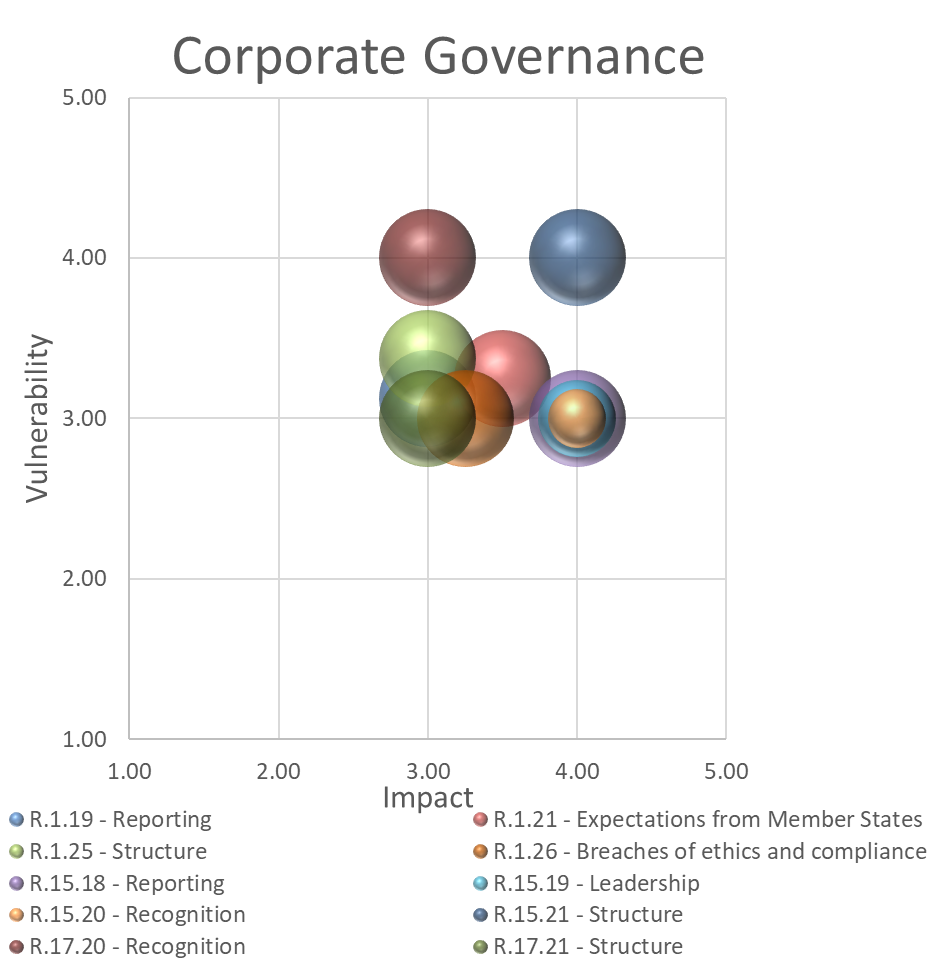 Corporate Governance
5.00
4.00
3.00
2.00
1.00
Vulnerability
1.00 2.00 3.00 4.00 5.00
Impact
R.1.19 - Reporting R.1.21 - Expectations from Member States
R.1.25 - Structure R.1.26 - Breaches of ethics and compliance
R.15.18 - Reporting R.15.19 - Leadership
R.15.20 - Recognition R.15.21 - Structure
R.17.20 - Recognition R.17.21 - Structure